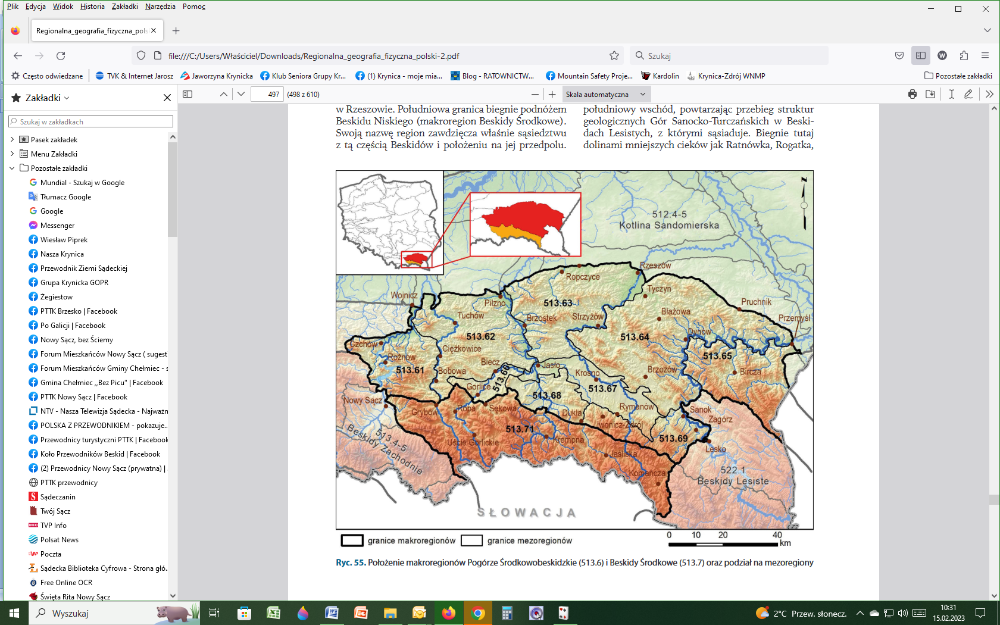 Plik Edycja Widok Historia Zakładki Narzędzia Pomoc
Regionalna_geografia_fizyczna_pols
file:///C:/Users/Właściciel/Downloads/Regionalna_geografia_fizyczna_polski-2.pdf
Szukaj
Często odwiedzane
TVK & Internet Jarosz
Jaworzyna Krynicka
Klub Seniora Grupy Kr...
(1) Krynica - moje mia...
Blog - RATOWNICTW...
Mountain Safety Proje...
Kardolin
Krynica-Zdrój WNMP
Pozostałe zakładki
Zakładki
497 (498 z 610)
Skala automatyczna
Szukaj w zakładkach
Pasek zakładek
Menu Zakładki
Pozostałe zakładki
Mundial - Szukaj w Google
Tłumacz Google
Google
Messenger
Wiesław Piprek
Nasza Krynica
Przewodnik Ziemi Sądeckiej
Grupa Krynicka GOPR
Żegiestow
PTTK Brzesko | Facebook
Po Galicji | Facebook
Nowy Sącz, bez Ściemy
Forum Mieszkańców Nowy Sącz ( sugest
Forum Mieszkańców Gminy Chełmiec - s
Gmina Chełmiec ,,Bez Picu" | Facebook
PTTK Nowy Sącz | Facebook
NTV - Nasza Telewizja Sądecka - Najważn
POLSKA Z PRZEWODNIKIEM - pokazuje...
Przewodnicy turystyczni PTTK | Facebook
Koło Przewodników Beskid | Facebook
(2) Przewodnicy Nowy Sącz (prywatna) |
PTTK przewodnicy
Sądeczanin
Twój Sącz
TVP Info
Polsat News
Poczta
Sądecka Biblioteka Cyfrowa - Strona głó...
Free Online OCR
Święta Rita Nowy Sącz
w Rzeszowie. Południowa granica biegnie podnóżem
Beskidu Niskiego (makroregion Beskidy Środkowe).
Swoją nazwę region zawdzięcza właśnie sąsiedztwu
z tą częścią Beskidów i położeniu na jej przedpolu.
południowy wschód, powtarzając przebieg struktur
geologicznych Gór Sanocko-Turczańskich w Beski-
dach Lesistych, z którymi sąsiaduje. Biegnie tutaj
dolinami mniejszych cieków jak Ratnówka, Rogatka,
N
512.4-5
Kotlina Sandomierska
Rzeszów
Ropczyce
Tyczyn
Wojnicz
Pilzno
513.63
Pruchnik
Tuchów
Brzostek
Strzyżów
Błażowa
Przemyśl
Dynów
513.62
513.64
Czchów
Ciężkowice
513.65
Rożnów
Biecz
Jasło
513.61
Bobowa
513.66
Krosno
Brzozów
Bircza
Gorlice
513.67
513.68
Nowy Sącz
Grybów
Ropa
Sękowa
Dukla
Rymanów
Sanok
Zagórz
Iwonicz-Zdrój
513.71
513.4-5
Beskidy Zachodnie
Uście Gorlickie
Krempna
513.69
Lesko
Jaśliska
Komańcza
522.1
Beskidy Lesiste
SŁOWACJA
granice makroregionów
granice mezoregionów
0 10 20 40
km
Ryc. 55. Położenie makroregionów Pogórze Środkowobeskidzkie (513.6) i Beskidy Środkowe (513.7) oraz podział na mezoregiony
Wyszukaj
2°C Przew. słonecz.
10:31
15.02.2023